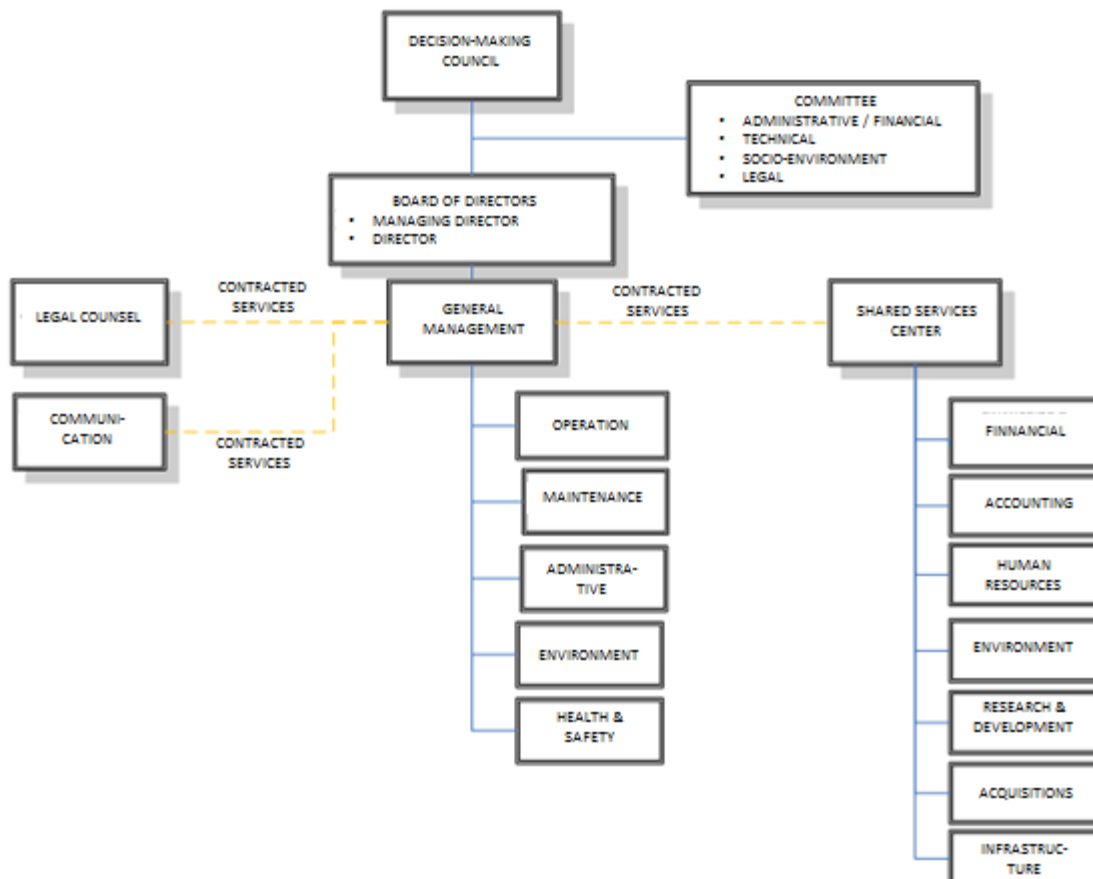 DECISION-MAKING
COUNCIL
COMMITTEE
• ADMINISTRATIVE / FINANCIAL
• TECHNICAL
• SOCIO-ENVIRONMENT
• LEGAL
BOARD OF DIRECTORS
• MANAGING DIRECTOR
• DIRECTOR
LEGAL COUNSEL
CONTRACTED
SERVICES
GENERAL
MANAGEMENT
CONTRACTED
SERVICES
SHARED SERVICES
CENTER
COMMUNI-
CATION
CONTRACTED
SERVICES
OPERATION
MAINTENANCE
ADMINISTRA-
TIVE
ENVIRONMENT
HEALTH &
SAFETY
FINNANCIAL
ACCOUNTING
HUMAN
RESOURCES
ENVIRONMENT
RESEARCH &
DEVELOPMENT
ACQUISITIONS
INFRASTRUC-
TURE